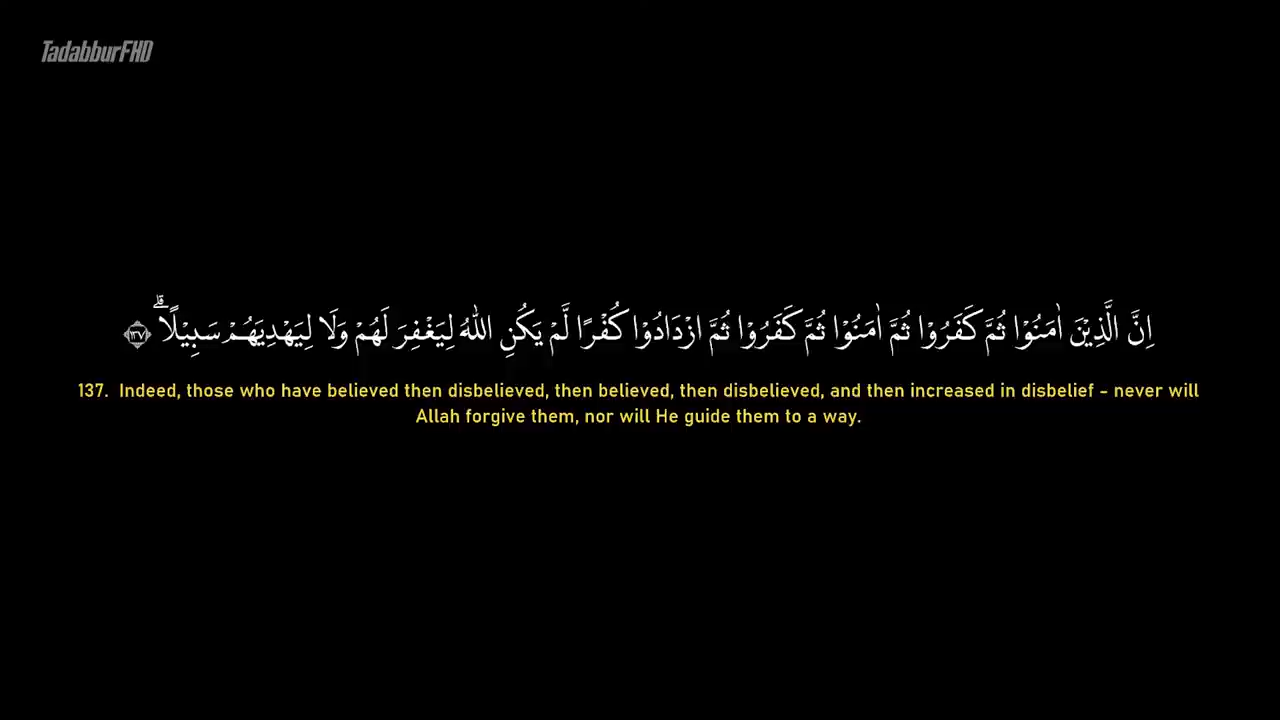 TadabburFHD
اِنَّ الَّذِيْنَ اٰمَنُوْا ثُمَّ كَفَرُوْا ثُمَّ اٰمَنُوْا ثُمَّ كَفَرُوْا ثُمَّ ازْدَادُوْا كُفْرًا لَّمْ يَكُنِ اللّٰهُ لِيَغْفِرَ لَهُمْ وَلَا لِيَهْدِيَهُمْ سَبِيْلًاۗ ١٣٧
137. Indeed, those who have believed then disbelieved, then believed, then disbelieved, and then increased in disbelief - never will
Allah forgive them, nor will He guide them to a way.